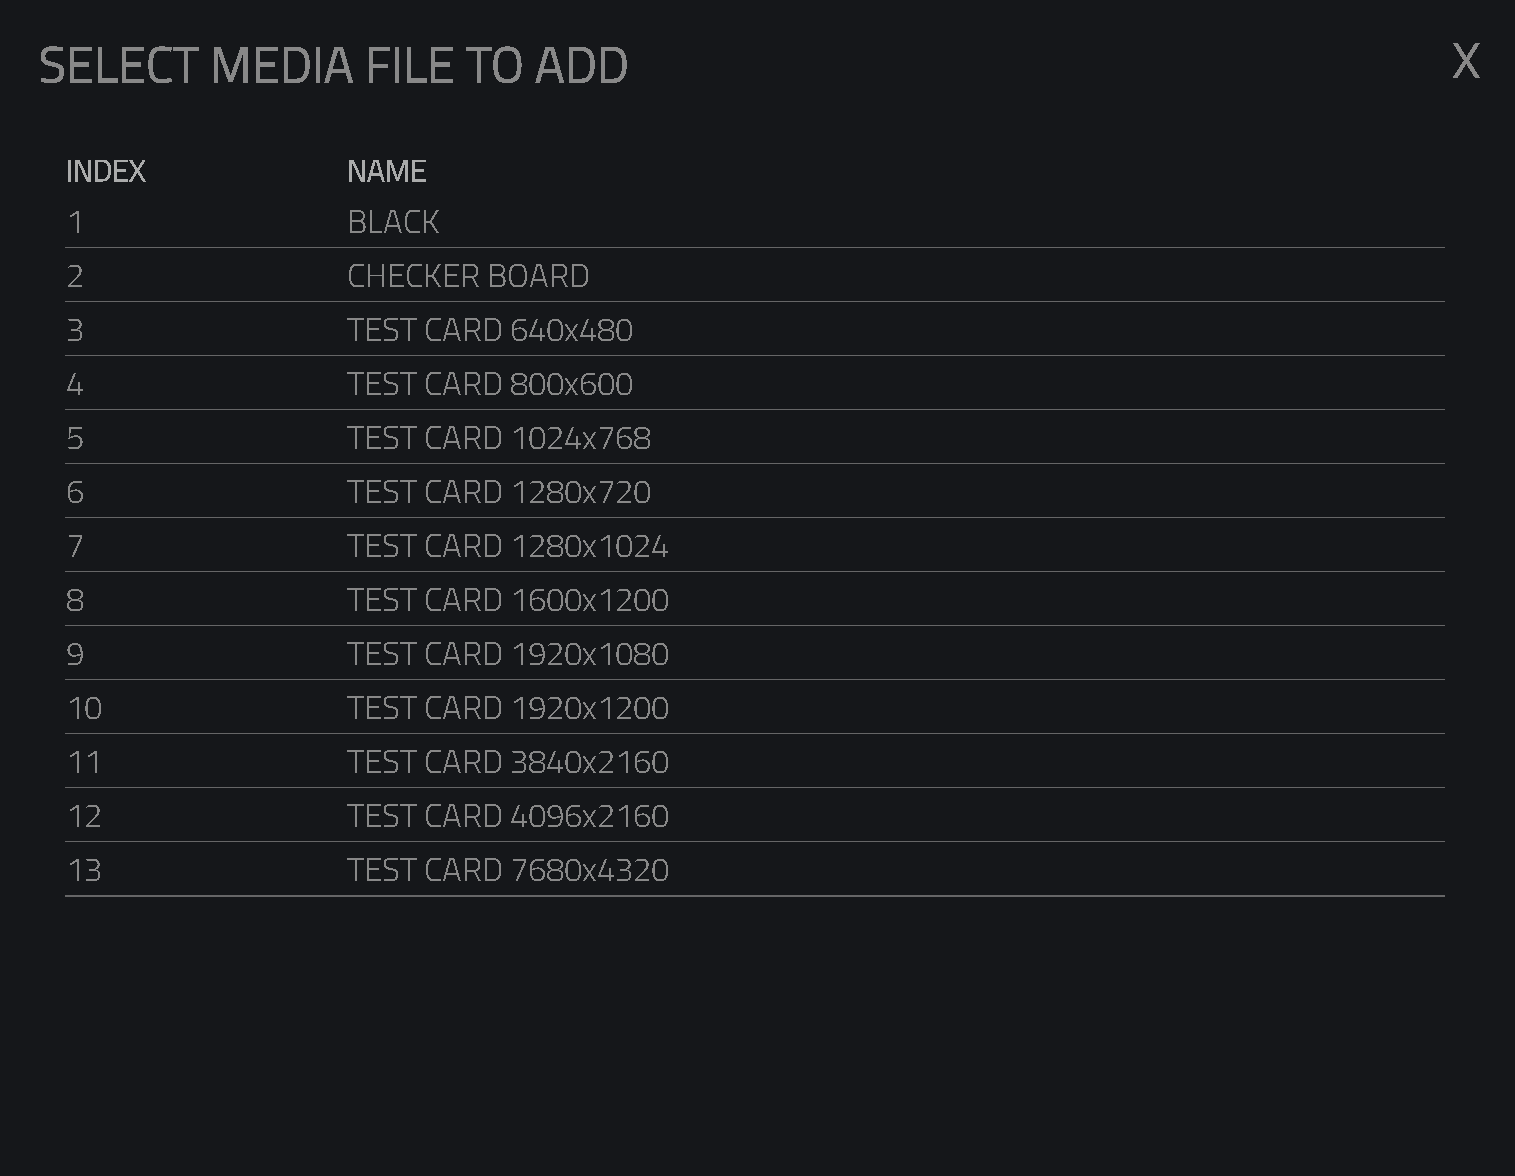 SELECT MEDIA FILE TO ADD X
INDEX NAME
1 BLACK
2 CHECKER BOARD
3 TEST CARD 640x480
4 TEST CARD 800x600
5 TEST CARD 1024x768
6 TEST CARD 1280x720
7 TEST CARD 1280x1024
8 TEST CARD 1600x1200
9 TEST CARD 1920x1080
10 TEST CARD 1920x1200
11 TEST CARD 3840x2160
12 TEST CARD 4096x2160
13 TEST CARD 7680x4320